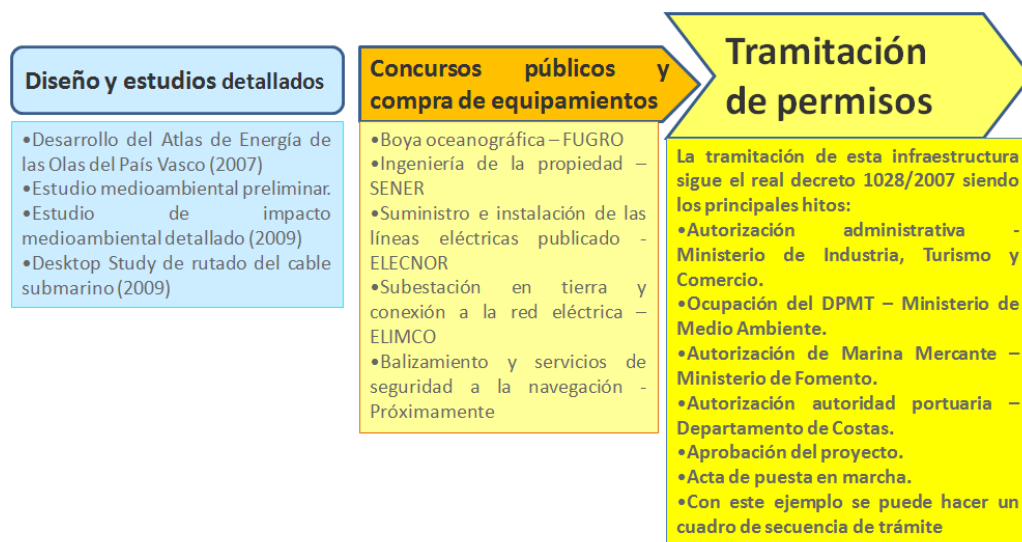 Diseño y estudios detallados
•Desarrollo del Atlas de Energía de
las Olas del País Vasco (2007)
•Estudio medioambiental preliminar.
•Estudio de impacto
medioambiental detallado (2009)
•Desktop Study de rutado del cable
submarino (2009)
Concursos públicos y
compra de equipamientos
•Boya oceanográfica – FUGRO
•Ingeniería de la propiedad –
SENER
•Suministro e instalación de las
líneas eléctricas publicado -
ELECNOR
•Subestación en tierra y
conexión a la red eléctrica –
ELIMCO
•Balizamiento y servicios de
seguridad a la navegación -
Próximamente
Tramitación
de permisos
La tramitación de esta infraestructura
sigue el real decreto 1028/2007 siendo
los principales hitos:
•Autorización administrativa -
Ministerio de Industria, Turismo y
Comercio.
•Ocupación del DPMT – Ministerio de
Medio Ambiente.
•Autorización de Marina Mercante –
Ministerio de Fomento.
•Autorización autoridad portuaria –
Departamento de Costas.
•Aprobación del proyecto.
•Acta de puesta en marcha.
•Con este ejemplo se puede hacer un
cuadro de secuencia de trámite